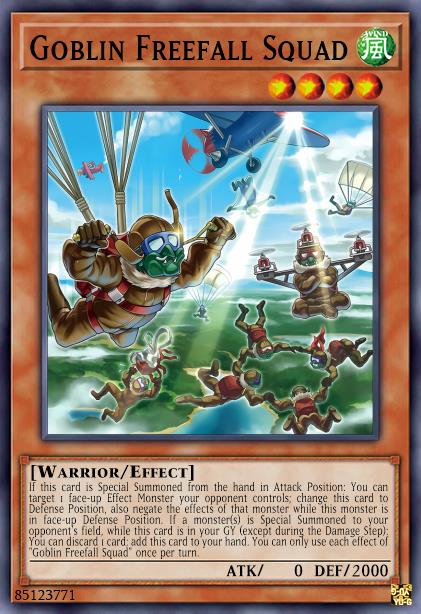 GOBLIN FREEFALL SQUAD
WIND
風
[WARRIOR/EFFECT]
If this card is Special Summoned from the hand in Attack Position: You can
target 1 face-up Effect Monster your opponent controls; change this card to
Defense Position, also negate the effects of that monster while this monster is
in face-up Defense Position. If a monster(s) is Special Summoned to your
opponent's field, while this card is in your GY (except during the Damage Step):
You can discard 1 card; add this card to your hand. You can only use each effect of
"Goblin Freefall Squad" once per turn.
ATK/ 0 DEF/2000
85123771